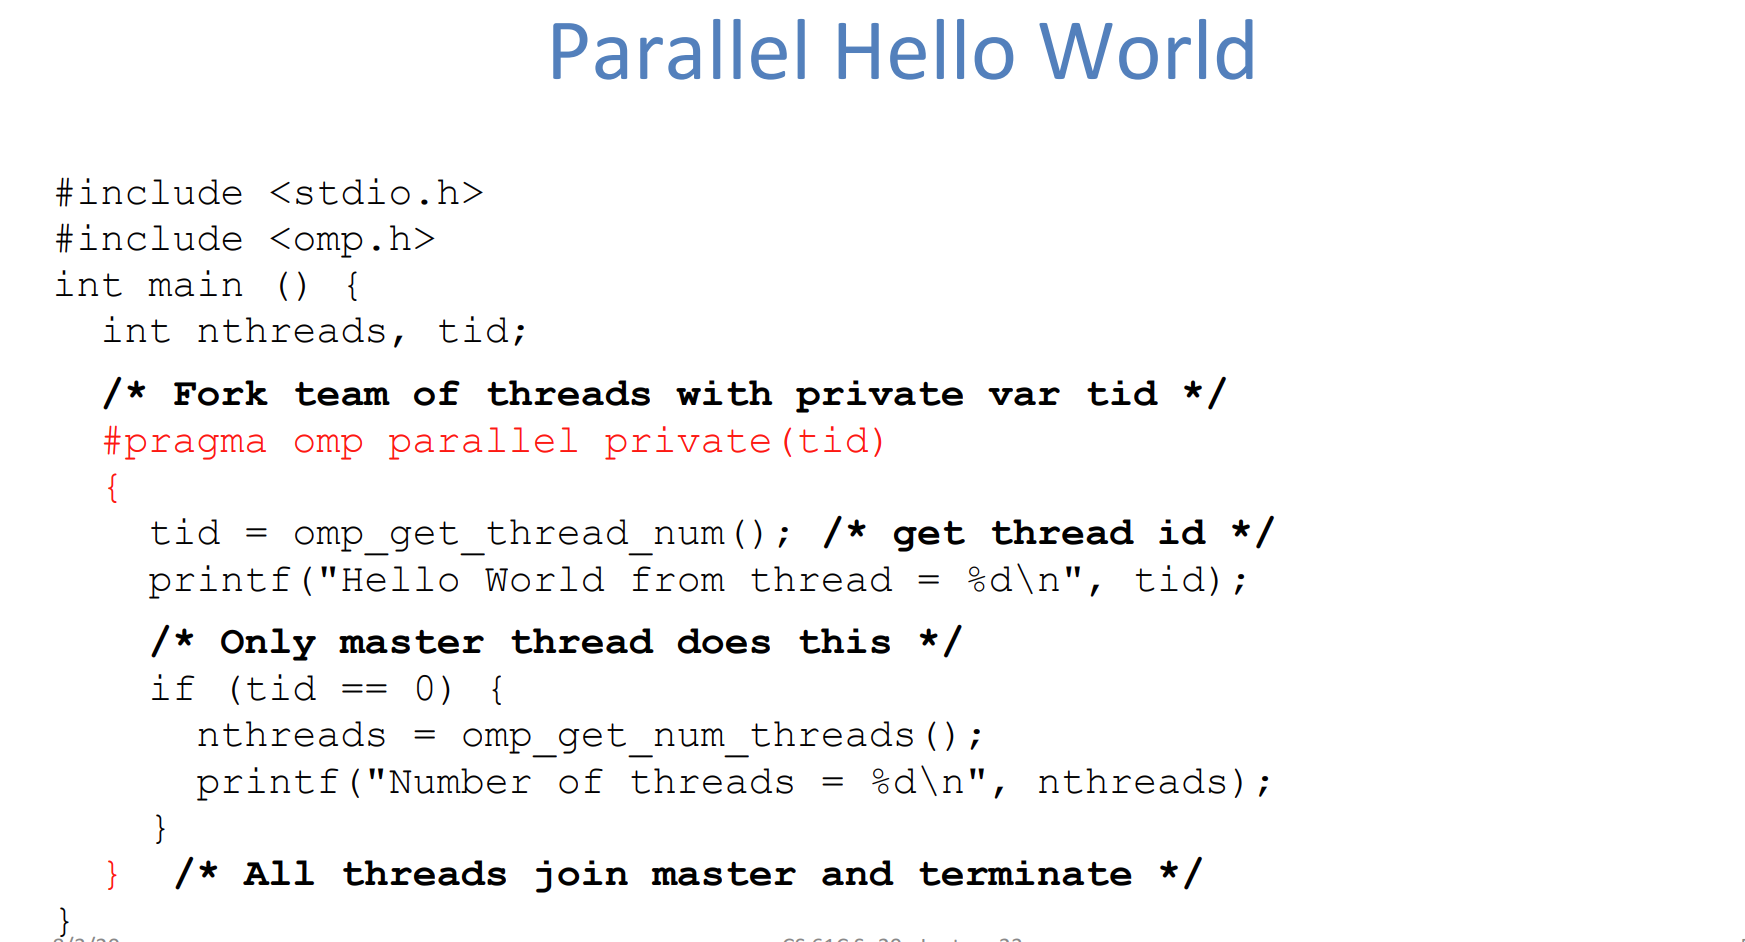 Parallel Hello World
#include <stdio.h>
#include <omp.h>
int main () {
int nthreads, tid;
/* Fork team of threads with private var tid */
#pragma omp parallel private(tid)
{
tid = omp_get_thread_num(); /* get thread id */
printf("Hello World from thread = %d\n", tid);
/* Only master thread does this */
if (tid == 0) {
nthreads = omp_get_num_threads();
printf("Number of threads = %d\n", nthreads);
}
} /* All threads join master and terminate */
}